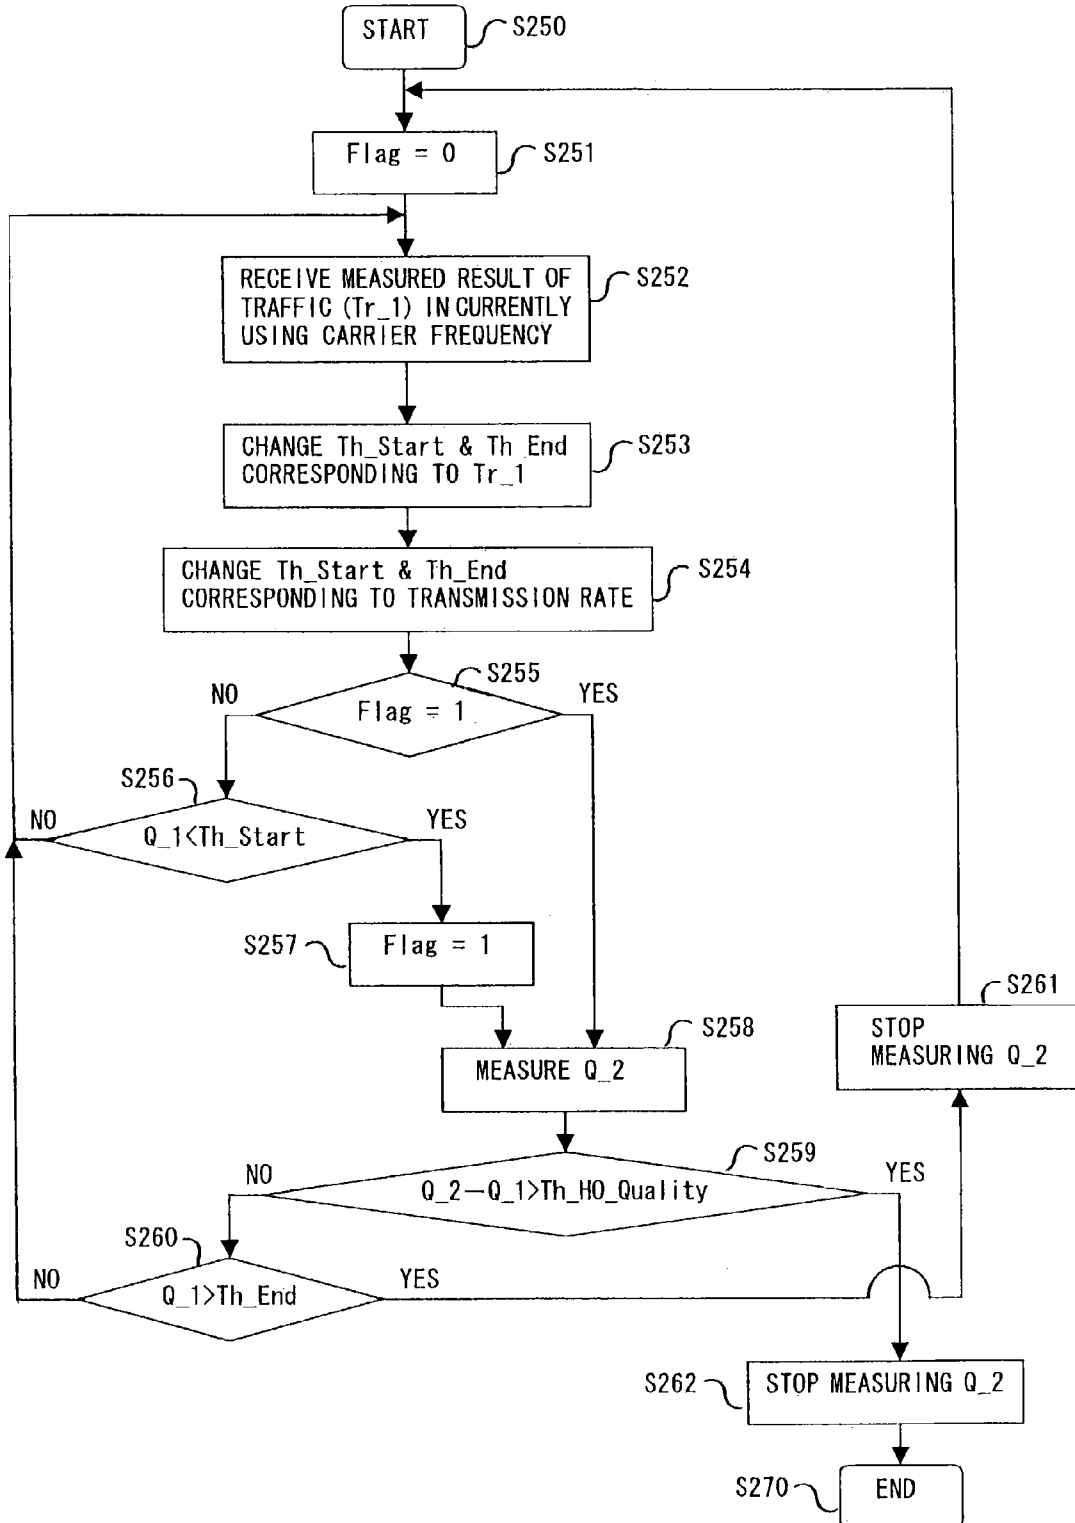 START
S250
Flag = 0
S251
RECEIVE MEASURED RESULT OF
TRAFFIC (Tr_1) IN CURRENTLY
USING CARRIER FREQUENCY
S252
CHANGE Th_Start & Th_End
CORRESPONDING TO Tr_1
S253
CHANGE Th_Start & Th_End
CORRESPONDING TO TRANSMISSION RATE
S254
S255
NO
Flag = 1
YES
S256
NO
Q_1<Th_Start
YES
S257
Flag = 1
S261
STOP
MEASURING Q_2
S258
MEASURE Q_2
S259
NO
Q_2-Q_1>Th_HO_Quality
YES
S260
NO
Q_1>Th_End
YES
S262
STOP MEASURING Q_2
S270
END